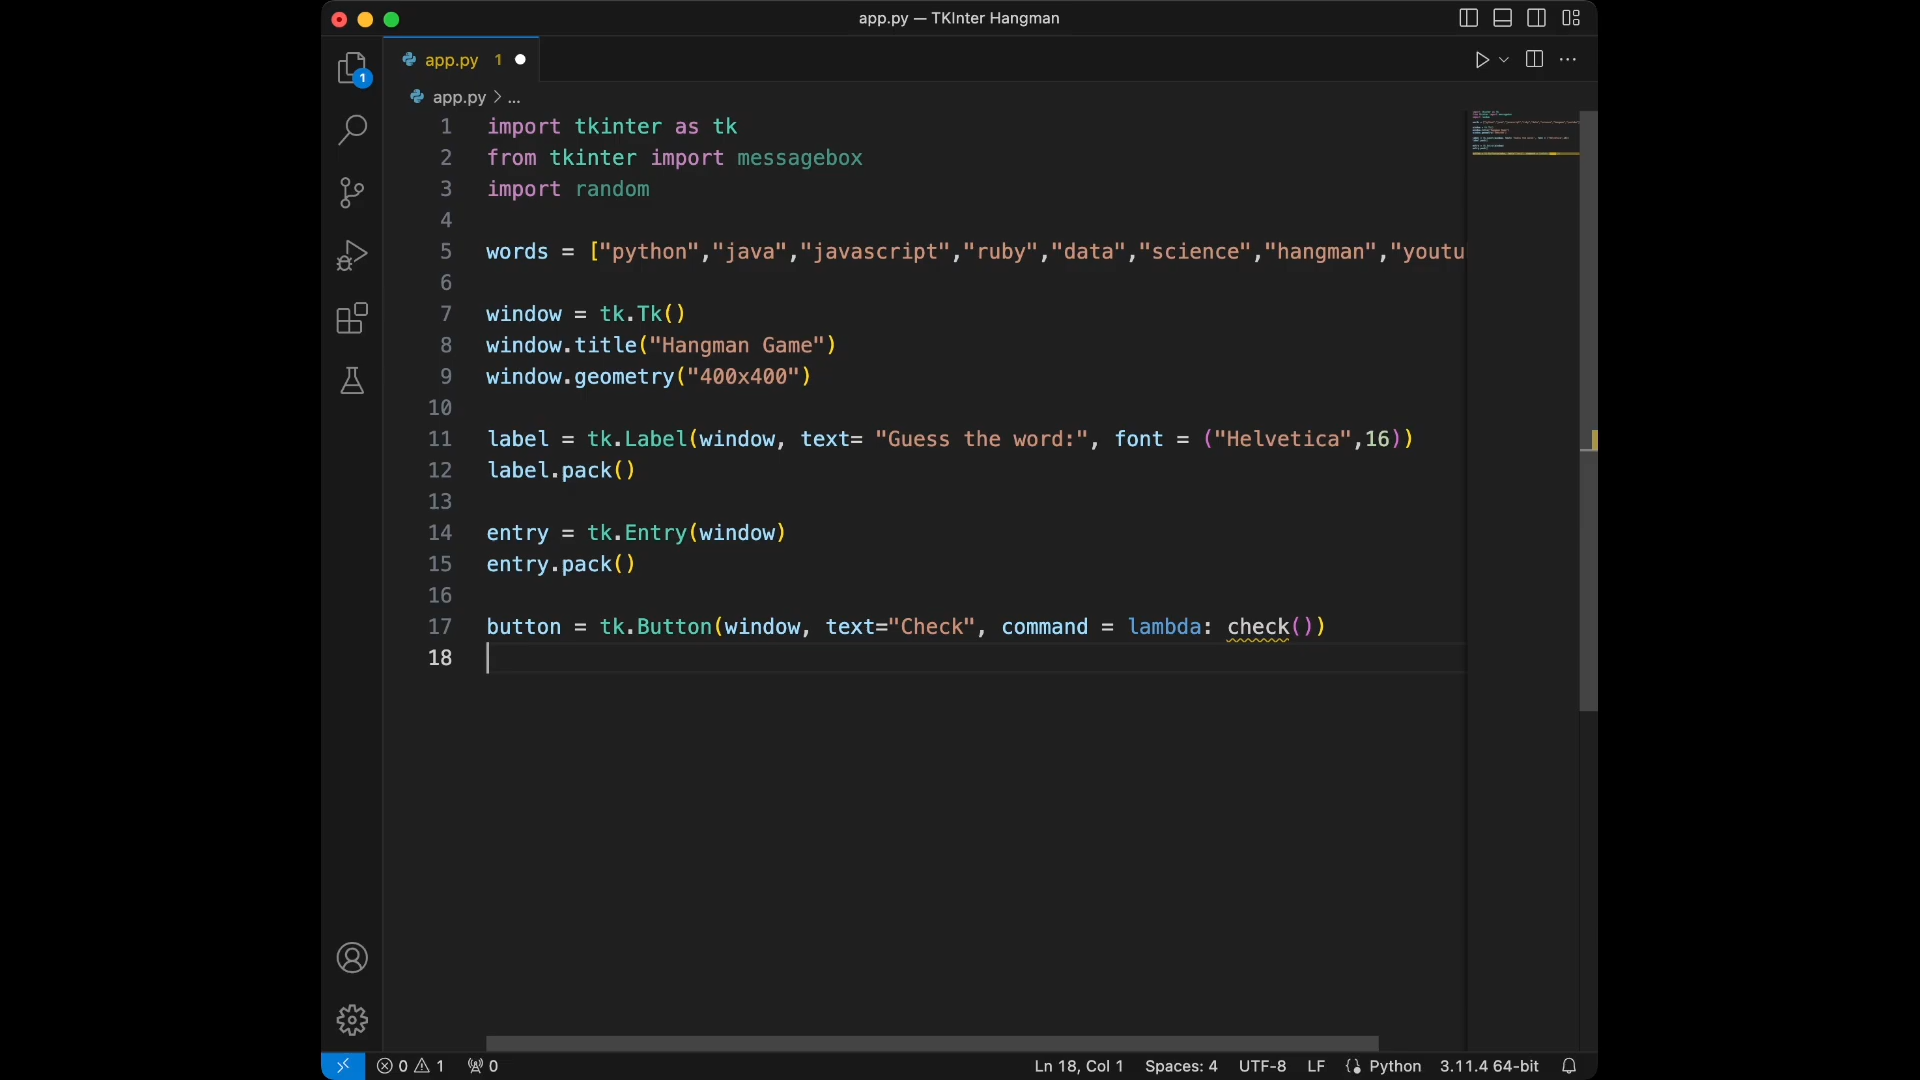 app.py — TKInter Hangman
1
app.py 1
app.py > ...
1 import tkinter as tk
2 from tkinter import messagebox
3 import random
4
5 words = ["python","java","javascript","ruby","data","science","hangman","youtu
6
7 window = tk.Tk()
8 window.title("Hangman Game")
9 window.geometry("400x400")
10
11 label = tk.Label(window, text= "Guess the word:", font = ("Helvetica",16))
12 label.pack()
13
14 entry = tk.Entry(window)
15 entry.pack()
16
17 button = tk.Button(window, text="Check", command = lambda: check())
18
0 1 0 Ln 18, Col 1 Spaces: 4 UTF-8 LF Python 3.11.4 64-bit